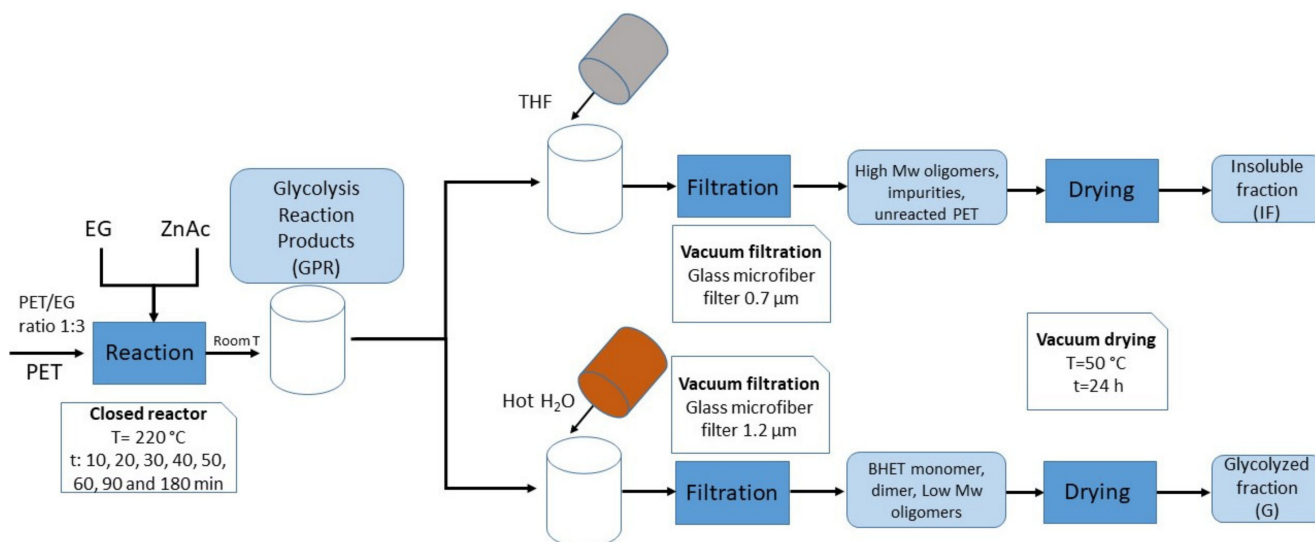 THF
Filtration
High Mw oligomers,
impurities,
unreacted PET
Drying
Insoluble
fraction
(IF)
Glycolysis
Reaction
Products
(GPR)
EG
ZnAc
Vacuum filtration
Glass microfiber
filter 0.7 µm
PET/EG
ratio 1:3
PET
Reaction
Room T
Closed reactor
T= 220 °C
t: 10, 20, 30, 40, 50,
60, 90 and 180 min
Hot H₂O
Vacuum filtration
Glass microfiber
filter 1.2 µm
Vacuum drying
T=50 °C
t=24 h
Filtration
BHET monomer,
dimer, Low Mw
oligomers
Drying
Glycolyzed
fraction
(G)